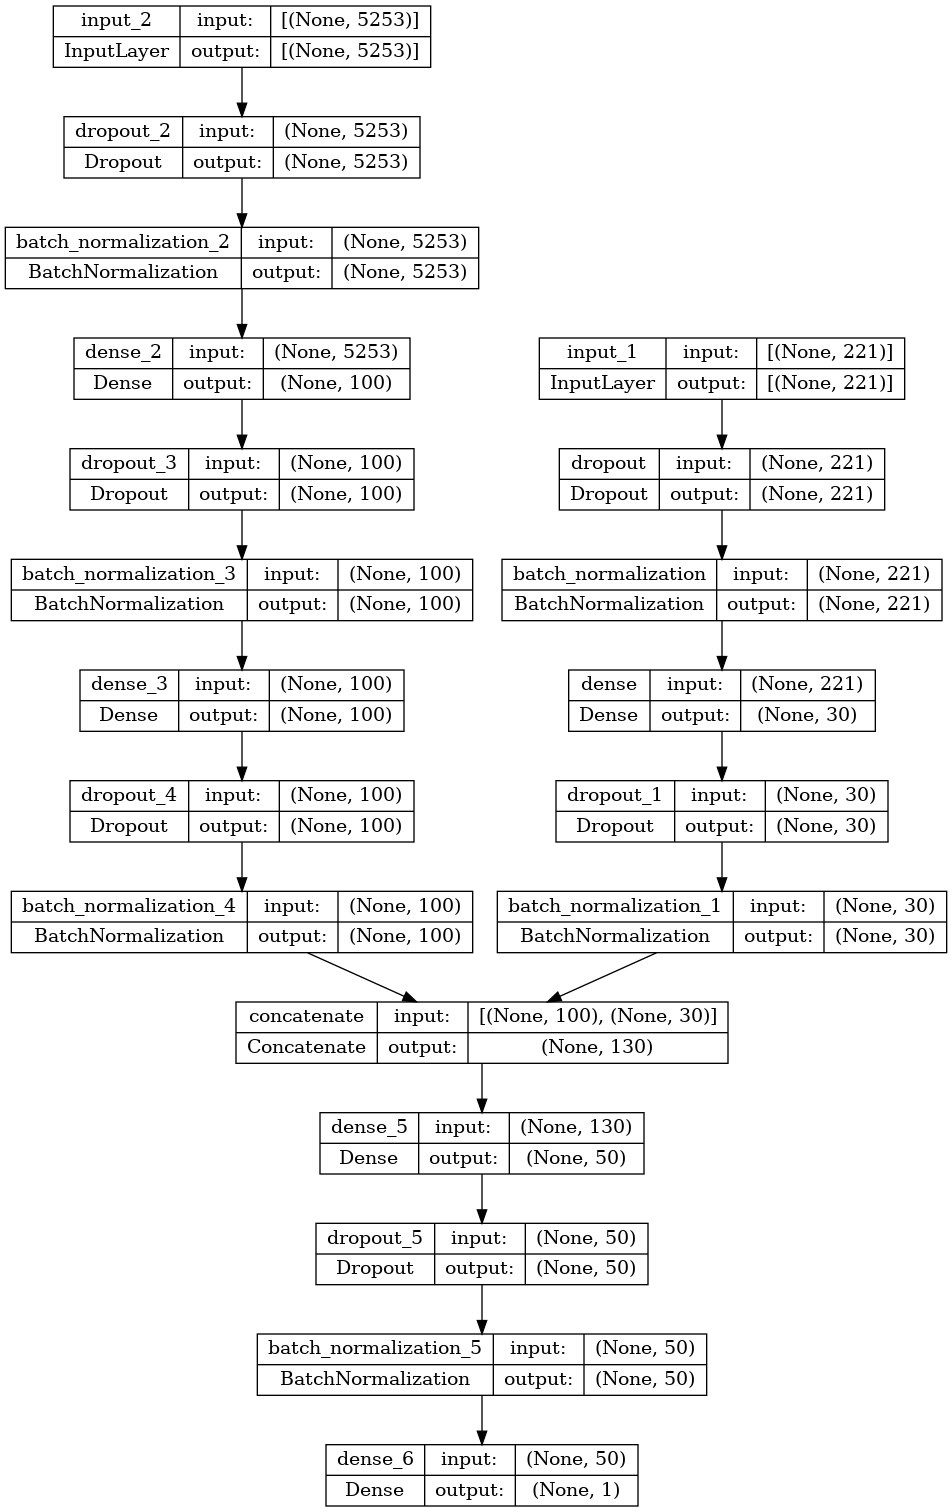 input_2 input: [(None, 5253)]
InputLayer output: [(None, 5253)]
dropout_2 input: (None, 5253)
Dropout output: (None, 5253)
batch_normalization_2 input: (None, 5253)
BatchNormalization output: (None, 5253)
dense_2 input: (None, 5253)
Dense output: (None, 100)
input_1 input: [(None, 221)]
InputLayer output: [(None, 221)]
dropout_3 input: (None, 100)
Dropout output: (None, 100)
dropout input: (None, 221)
Dropout output: (None, 221)
batch_normalization_3 input: (None, 100)
BatchNormalization output: (None, 100)
batch_normalization input: (None, 221)
BatchNormalization output: (None, 221)
dense_3 input: (None, 100)
Dense output: (None, 100)
dense input: (None, 221)
Dense output: (None, 30)
dropout_4 input: (None, 100)
Dropout output: (None, 100)
dropout_1 input: (None, 30)
Dropout output: (None, 30)
batch_normalization_4 input: (None, 100)
BatchNormalization output: (None, 100)
batch_normalization_1 input: (None, 30)
BatchNormalization output: (None, 30)
concatenate input: [(None, 100), (None, 30)]
Concatenate output: (None, 130)
dense_5 input: (None, 130)
Dense output: (None, 50)
dropout_5 input: (None, 50)
Dropout output: (None, 50)
batch_normalization_5 input: (None, 50)
BatchNormalization output: (None, 50)
dense_6 input: (None, 50)
Dense output: (None, 1)